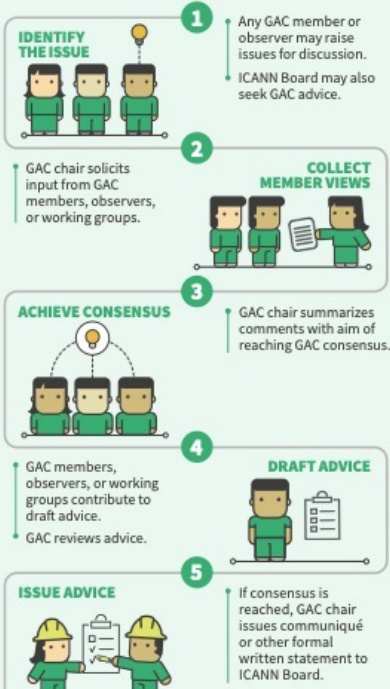 1
IDENTIFY
THE ISSUE
Any GAC member or
observer may raise
issues for discussion.
ICANN Board may also
seek GAC advice.
2
COLLECT
MEMBER VIEWS
GAC chair solicits
input from GAC
members, observers,
or working groups.
3
ACHIEVE CONSENSUS
GAC chair summarizes
comments with aim of
reaching GAC consensus.
4
DRAFT ADVICE
GAC members,
observers, or working
groups contribute to
draft advice.
GAC reviews advice.
5
ISSUE ADVICE
If consensus is
reached, GAC chair
issues communiqué
or other formal
written statement to
ICANN Board.